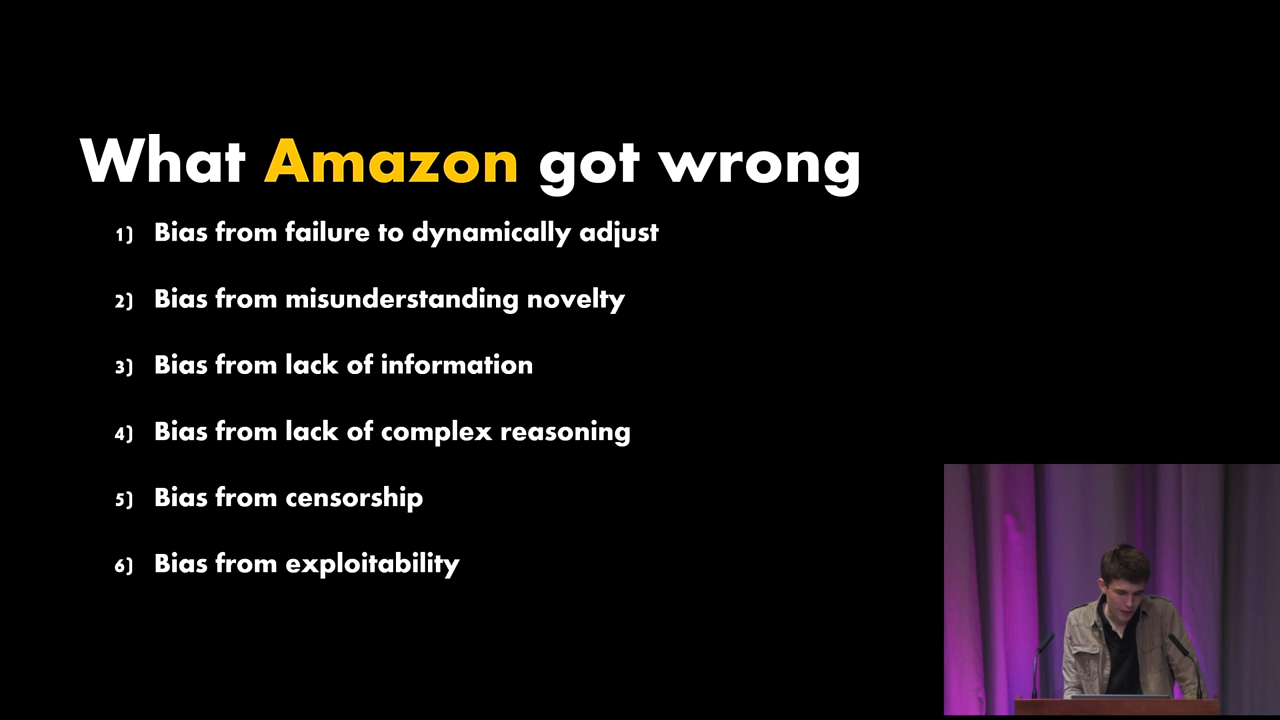 What Amazon got wrong
1) Bias from failure to dynamically adjust
2) Bias from misunderstanding novelty
3) Bias from lack of information
4) Bias from lack of complex reasoning
5) Bias from censorship
6) Bias from exploitability